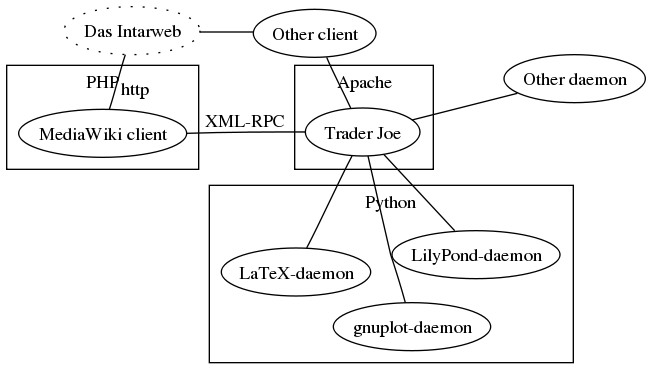 Das Intarweb
Other client
Other daemon
PHP
http
Apache
MediaWiki client
XML-RPC
Trader Joe
Python
LaTeX-daemon
LilyPond-daemon
gnuplot-daemon